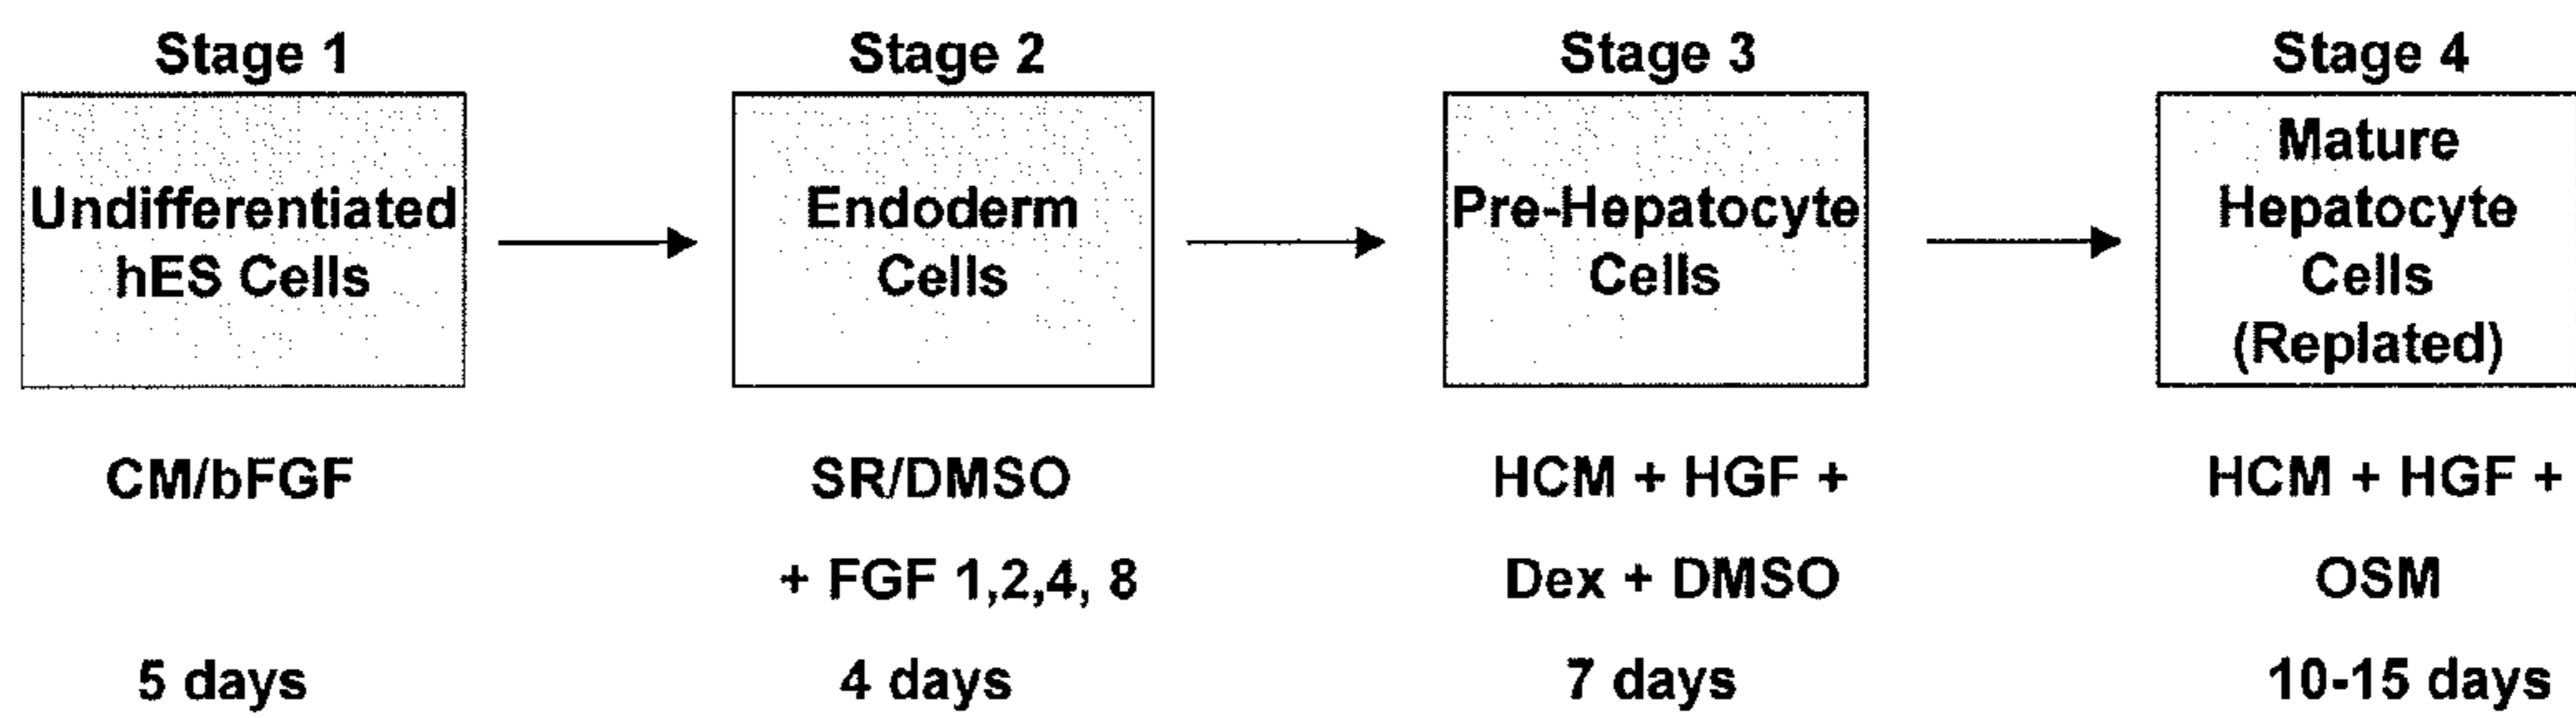 Stage 1
Undifferentiated
hES Cells
CM/bFGF
5 days
Stage 2
Endoderm
Cells
SR/DMSO
+ FGF 1,2,4, 8
4 days
Stage 3
Pre-Hepatocyte
Cells
HCM + HGF +
Dex + DMSO
7 days
Stage 4
Mature
Hepatocyte
Cells
(Replated)
HCM + HGF +
OSM
10-15 days